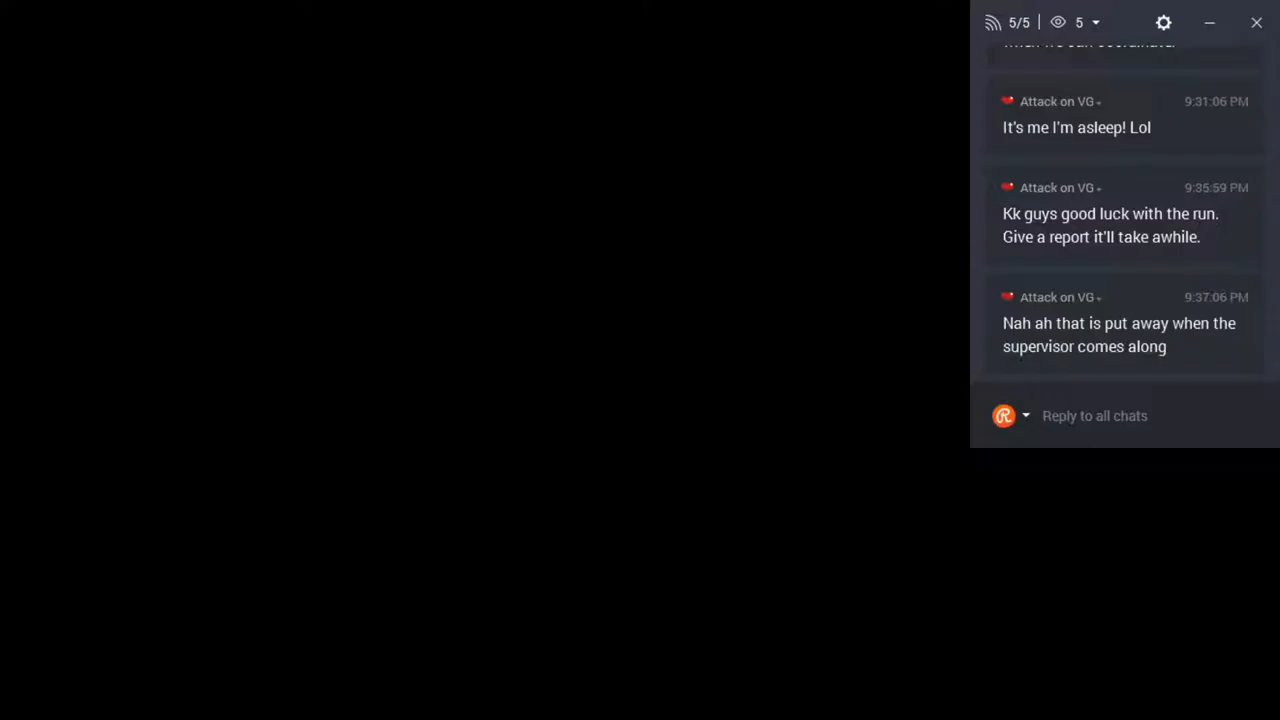 5/5 5
Attack on VG 9:31:06 PM
It's me I'm asleep! Lol
Attack on VG 9:35:59 PM
Kk guys good luck with the run.
Give a report it'll take awhile.
Attack on VG 9:37:06 PM
Nah ah that is put away when the
supervisor comes along
Reply to all chats